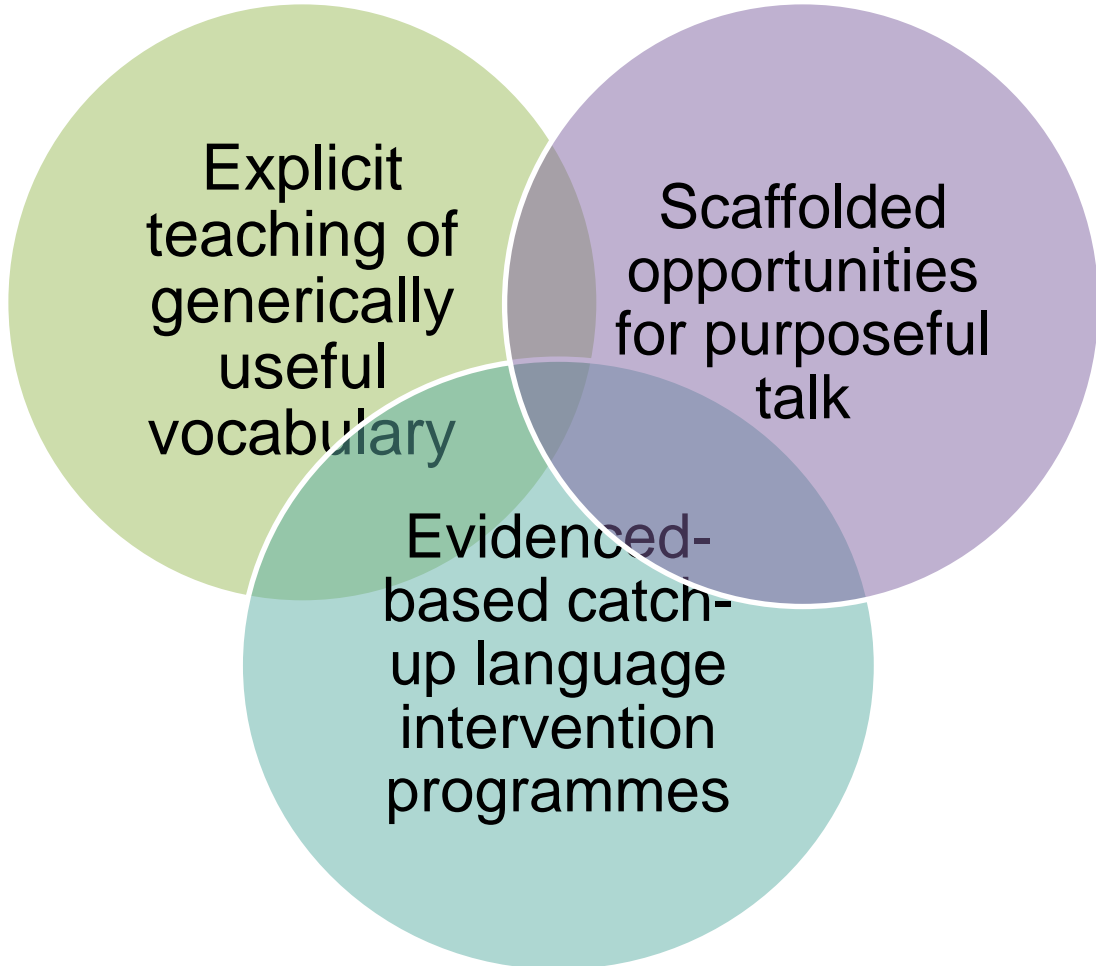 Explicit
teaching of
generically
useful
vocabulary
Scaffolded
opportunities
for purposeful
talk
Evidenced-
based catch-
up language
intervention
programmes